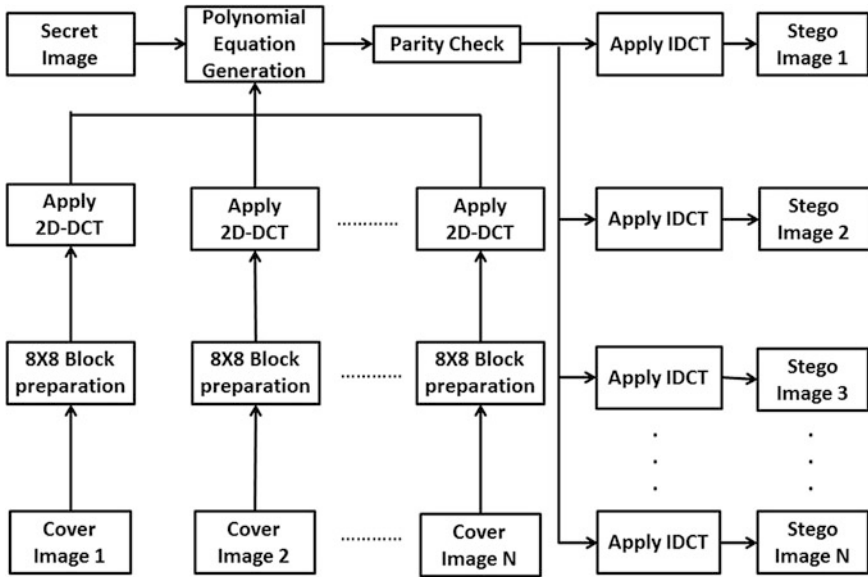 Secret
Image
Polynomial
Equation
Generation
Parity Check
Apply IDCT
Stego
Image 1
Apply
2D-DCT
Apply
2D-DCT
............
Apply
2D-DCT
Apply IDCT
Stego
Image 2
8X8 Block
preparation
8X8 Block
preparation
............
8X8 Block
preparation
Apply IDCT
Stego
Image 3
Cover
Image 1
Cover
Image 2
............
Cover
Image N
Apply IDCT
Stego
Image N